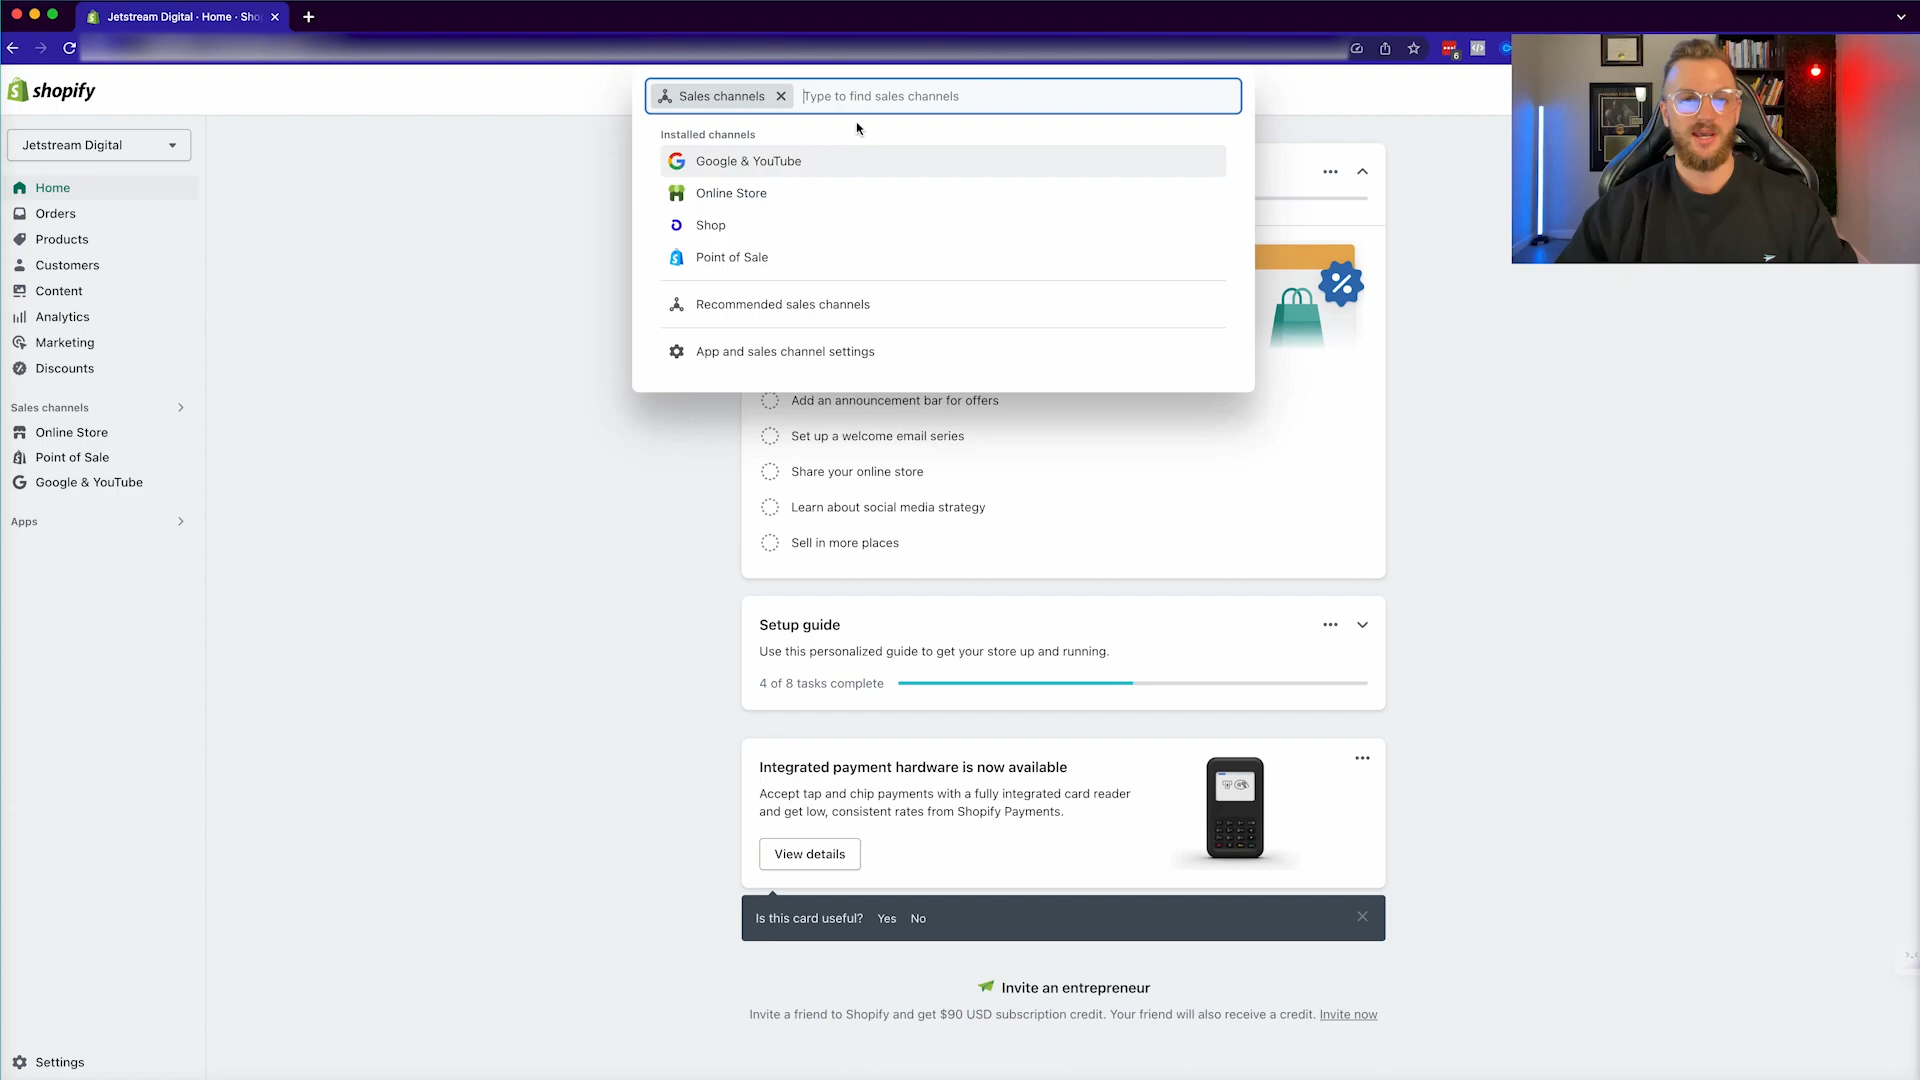 Jetstream Digital · Home · Sho
6
shopify
Sales channels
Type to find sales channels
Installed channels
Google & YouTube
Online Store
Shop
Point of Sale
Recommended sales channels
App and sales channel settings
Jetstream Digital
Home
Orders
Products
Customers
Content
Analytics
Marketing
Discounts
Sales channels
Online Store
Point of Sale
Google & YouTube
Apps
Settings
Add an announcement bar for offers
Set up a welcome email series
Share your online store
Learn about social media strategy
Sell in more places
Setup guide
Use this personalized guide to get your store up and running.
4 of 8 tasks complete
Integrated payment hardware is now available
Accept tap and chip payments with a fully integrated card reader
and get low, consistent rates from Shopify Payments.
View details
Is this card useful? Yes No
Invite an entrepreneur
Invite a friend to Shopify and get $90 USD subscription credit. Your friend will also receive a credit. Invite now